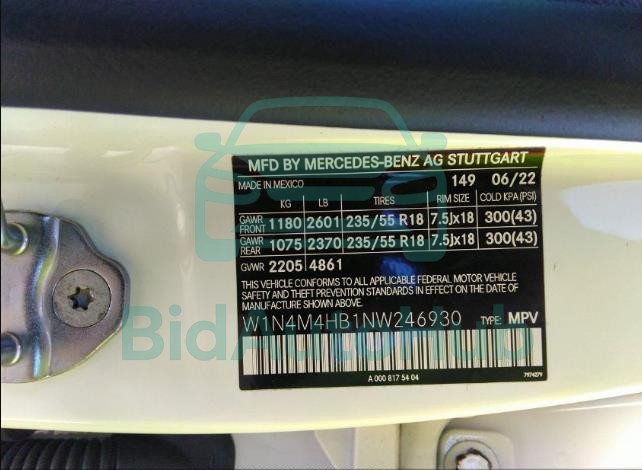 MFD BY MERCEDES-BENZ AG STUTTGART
MADE IN MEXICO 149 06/22
KG LB TIRES RIM SIZE COLD KPA (PSI)
GAWR FRONT 1180 2601 235/55 R18 7.5Jx18 300(43)
GAWR REAR 1075 2370 235/55 R18 7.5Jx18 300(43)
GVWR 2205 4861
THIS VEHICLE CONFORMS TO ALL APPLICABLE FEDERAL MOTOR VEHICLE
SAFETY AND THEFT PREVENTION STANDARDS IN EFFECT ON THE DATE OF
MANUFACTURE SHOWN ABOVE.
W1N4M4HB1NW246930 TYPE: MPV
BidAutoHub
A 000 817 54 04 7974279